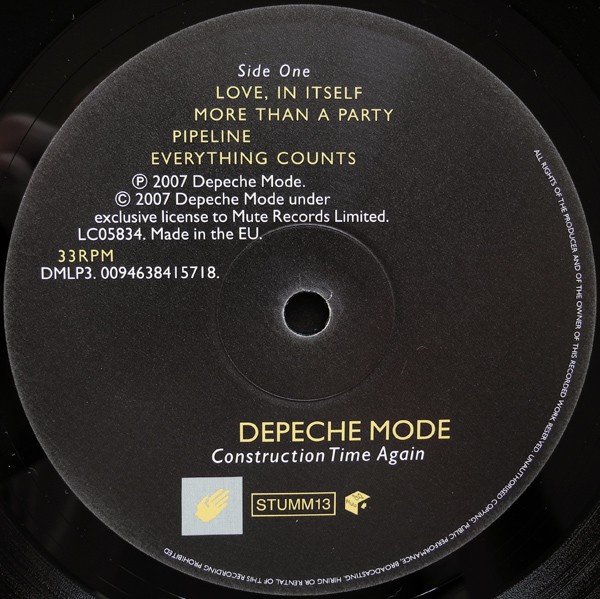 Side One
LOVE, IN ITSELF
MORE THAN A PARTY
PIPELINE
EVERYTHING COUNTS
℗ 2007 Depeche Mode.
© 2007 Depeche Mode under
exclusive license to Mute Records Limited.
LC05834. Made in the EU.
33RPM
DMLP3. 0094638415718.
DEPECHE MODE
Construction Time Again
STUMM13
ALL RIGHTS OF THE PRODUCER AND OF THE OWNER OF THIS RECORDED WORK RESERVED. UNAUTHORISED COPYING, PUBLIC PERFORMANCE, BROADCASTING, HIRING OR RENTAL OF THIS RECORDING PROHIBITED